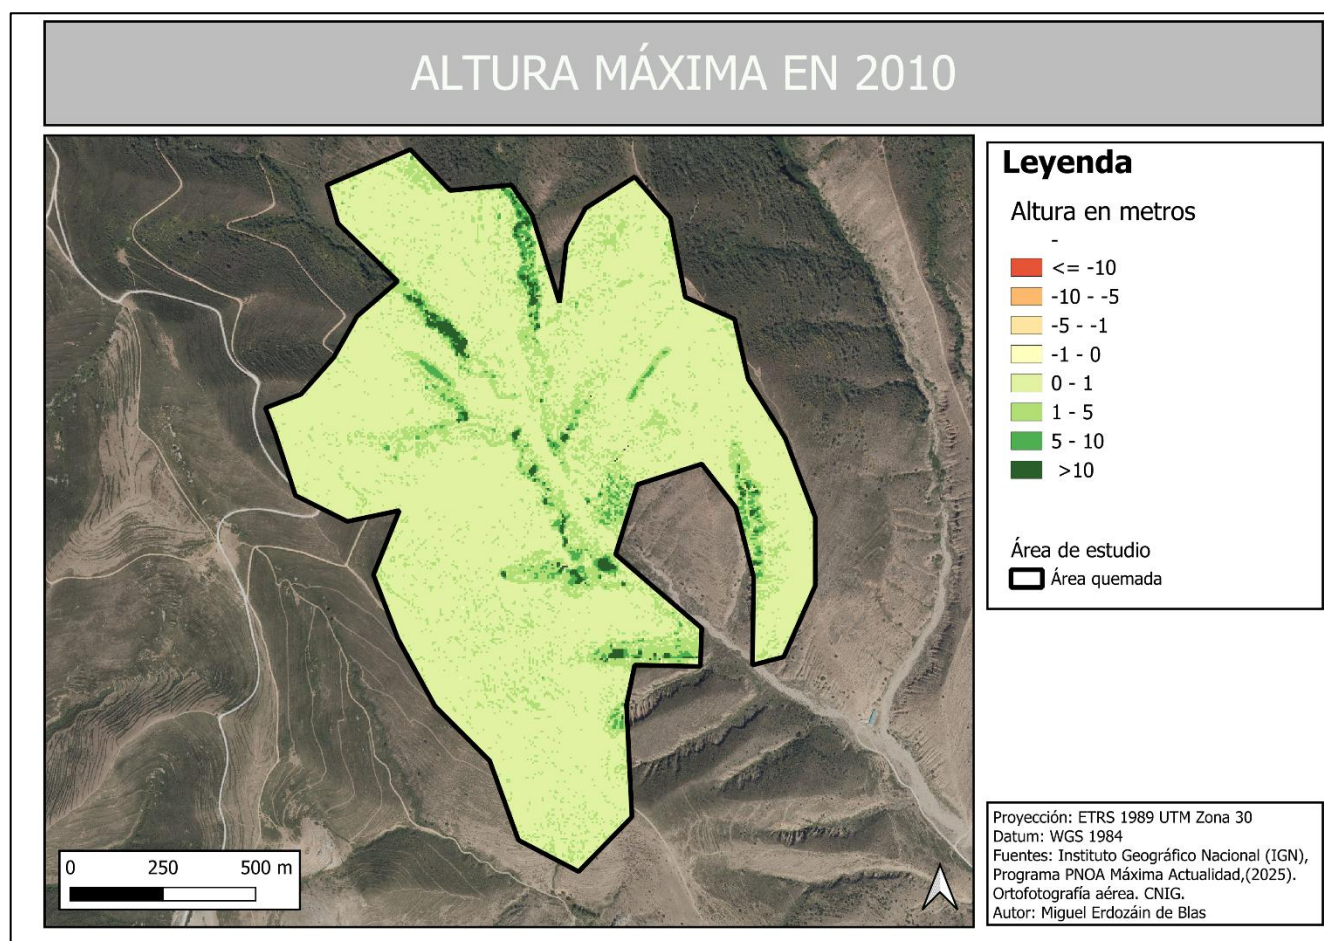 ALTURA MÁXIMA EN 2010
Leyenda
Altura en metros
-
<= -10
-10 - -5
-5 - -1
-1 - 0
0 - 1
1 - 5
5 - 10
>10
Área de estudio
Área quemada
0 250 500 m
Proyección: ETRS 1989 UTM Zona 30
Datum: WGS 1984
Fuentes: Instituto Geográfico Nacional (IGN),
Programa PNOA Máxima Actualidad,(2025).
Ortofotografía aérea. CNIG.
Autor: Miguel Erdozáin de Blas